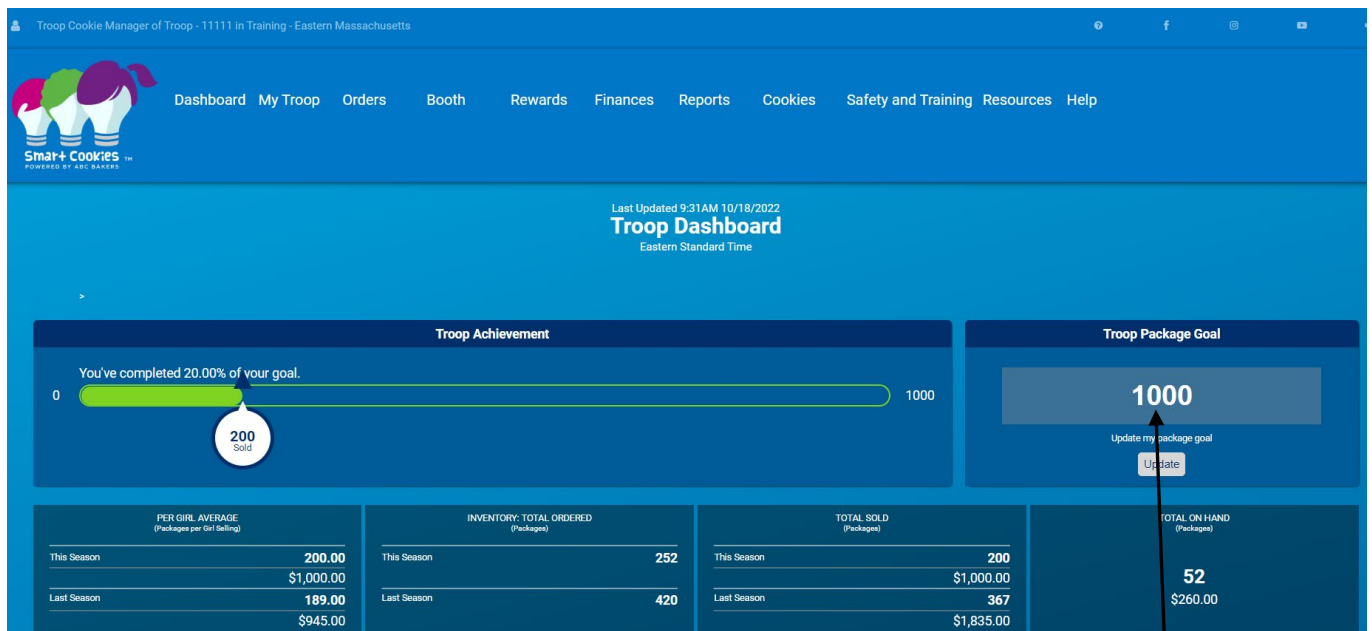 Troop Cookie Manager of Troop - 11111 in Training - Eastern Massachusetts
Dashboard My Troop Orders Booth Rewards Finances Reports Cookies Safety and Training Resources Help
Smart Cookies TM
POWERED BY ABC BAKERS
Last Updated 9:31AM 10/18/2022
Troop Dashboard
Eastern Standard Time
>
Troop Achievement
You've completed 20.00% of your goal.
0 1000
200
Sold
Troop Package Goal
1000
Update my package goal
Update
PER GIRL AVERAGE
(Packages per Girl Selling)
This Season 200.00
$1,000.00
Last Season 189.00
$945.00
INVENTORY: TOTAL ORDERED
(Packages)
This Season 252
Last Season 420
TOTAL SOLD
(Packages)
This Season 200
$1,000.00
Last Season 367
$1,835.00
TOTAL ON HAND
(Packages)
52
$260.00